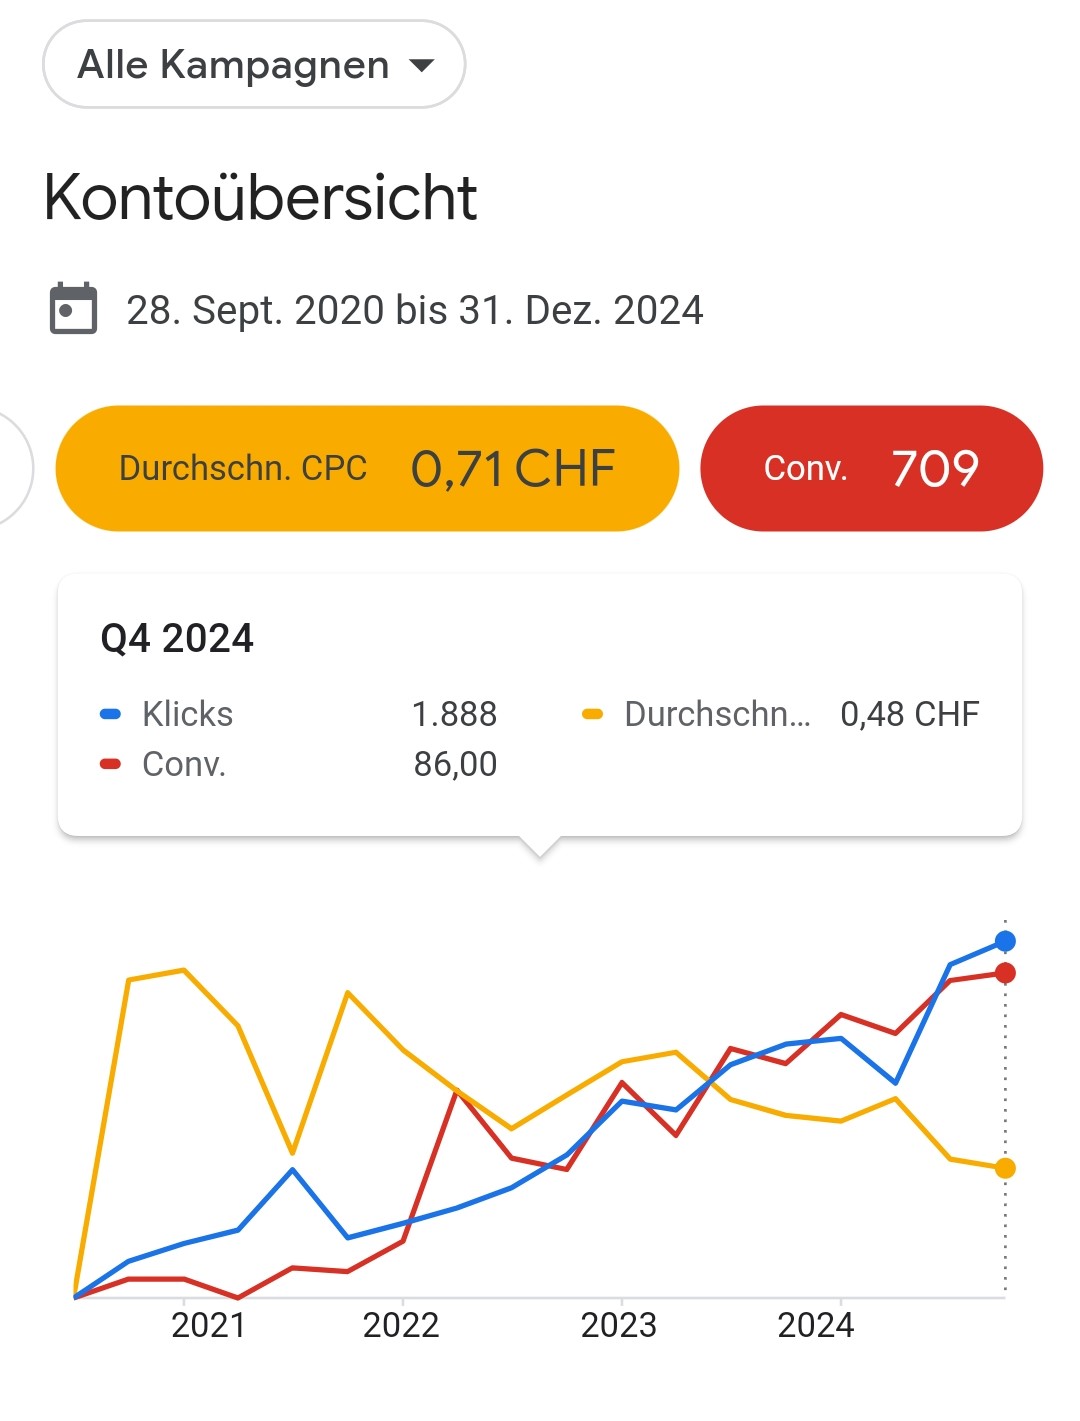 Alle Kampagnen
Kontoübersicht
28. Sept. 2020 bis 31. Dez. 2024
Durchschn. CPC 0,71 CHF Conv. 709
Q4 2024
Klicks 1.888 Durchschn... 0,48 CHF
Conv. 86,00
2021 2022 2023 2024